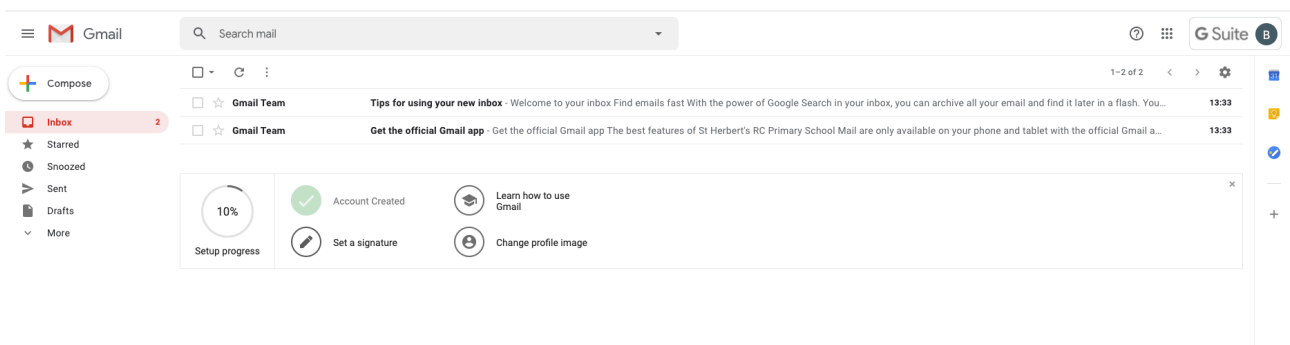 Gmail
Search mail
G Suite
B
Compose
1–2 of 2
31
Inbox 2
Gmail Team Tips for using your new inbox - Welcome to your inbox Find emails fast With the power of Google Search in your inbox, you can archive all your email and find it later in a flash. You... 13:33
Gmail Team Get the official Gmail app - Get the official Gmail app The best features of St Herbert's RC Primary School Mail are only available on your phone and tablet with the official Gmail a... 13:33
Starred
Snoozed
Sent
Drafts
More
10%
Setup progress
Account Created
Learn how to use
Gmail
Set a signature
Change profile image